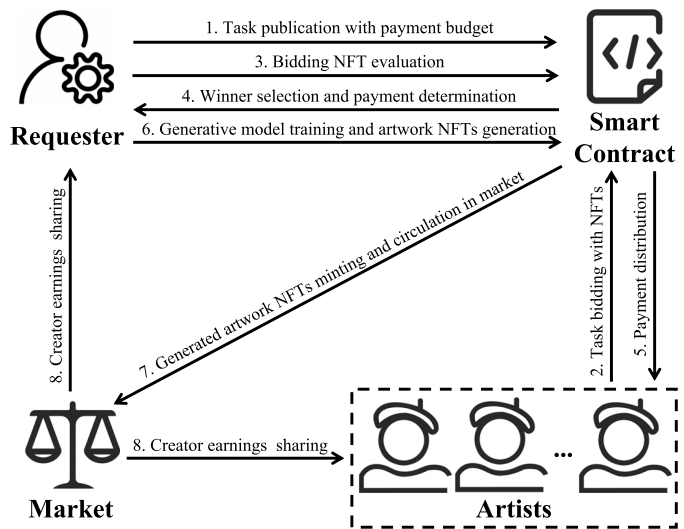 1. Task publication with payment budget
3. Bidding NFT evaluation
4. Winner selection and payment determination
6. Generative model training and artwork NFTs generation
Requester
Smart
Contract
7. Generated artwork NFTs minting and circulation in market
2. Task bidding with NFTs
5. Payment distribution
8. Creator earnings sharing
8. Creator earnings sharing
...
Market
Artists